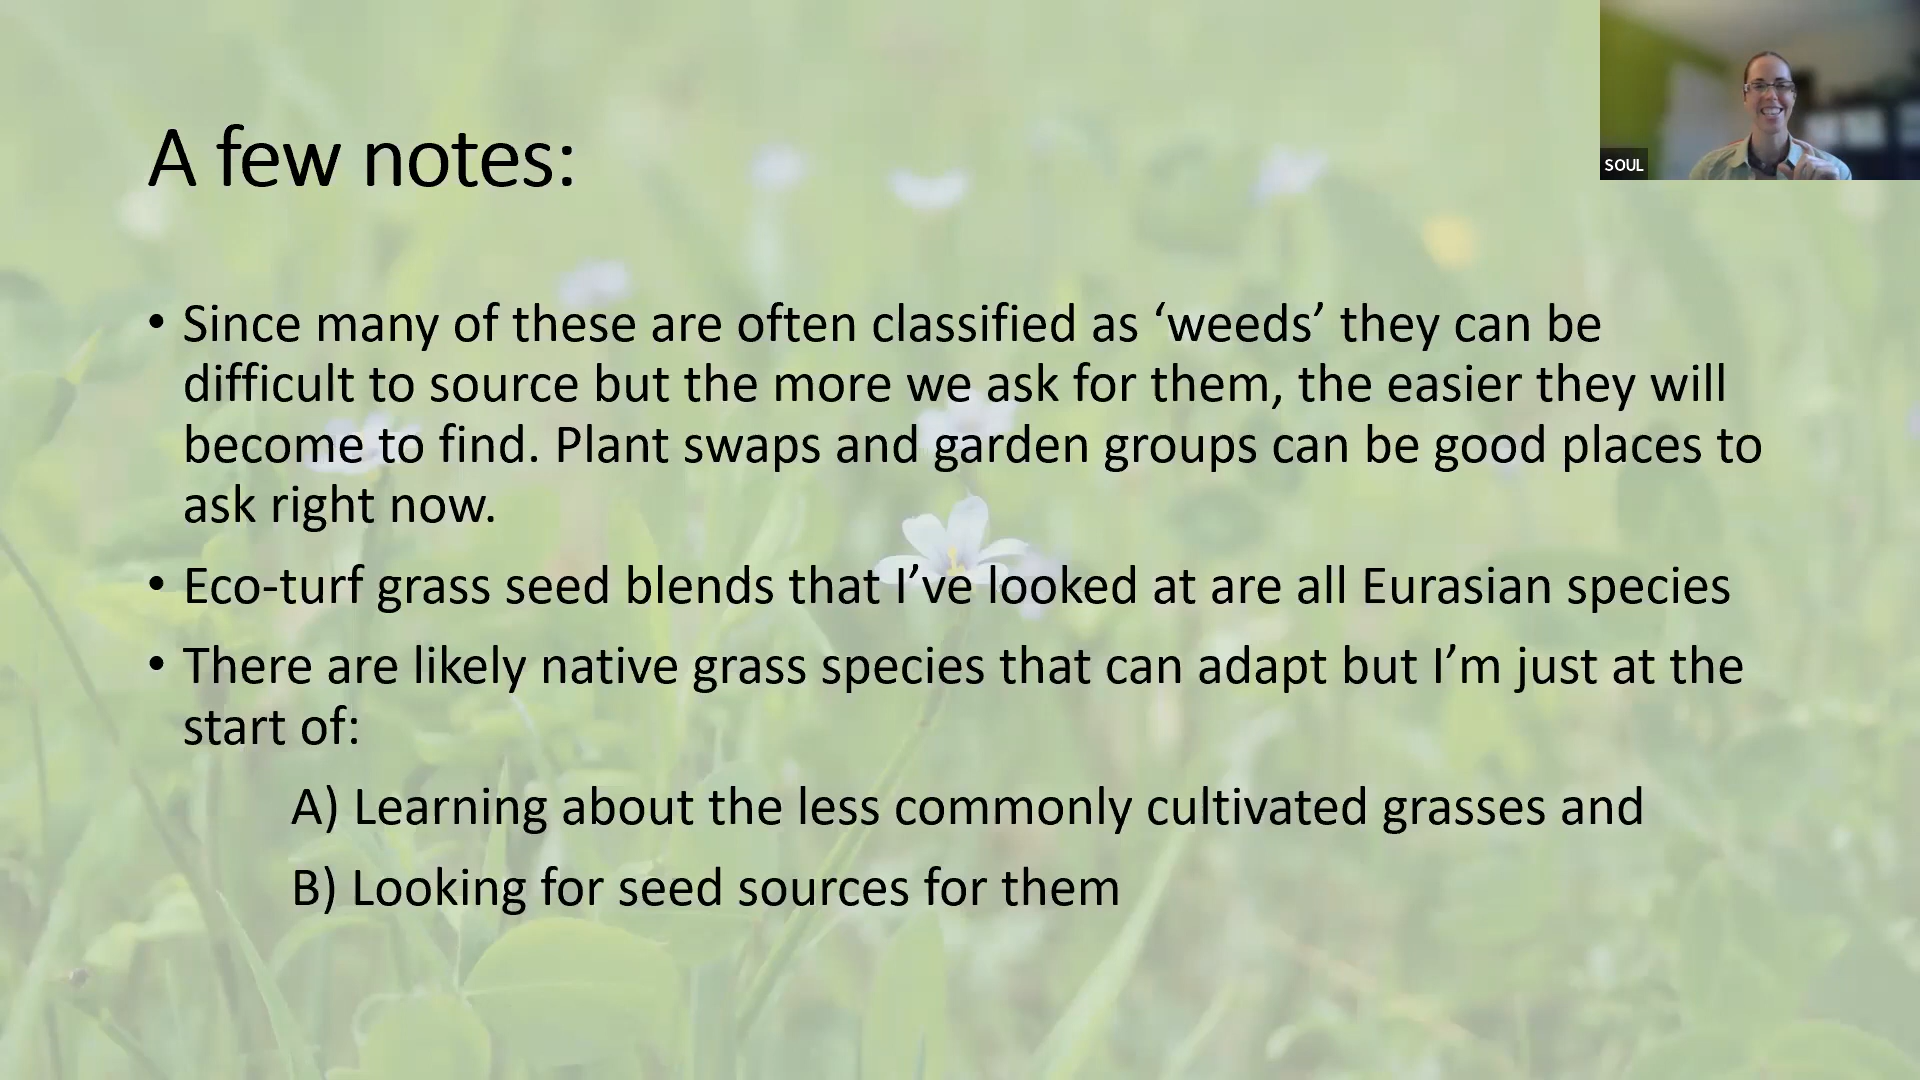 A few notes:
SOUL
• Since many of these are often classified as ‘weeds’ they can be
difficult to source but the more we ask for them, the easier they will
become to find. Plant swaps and garden groups can be good places to
ask right now.
• Eco-turf grass seed blends that I’ve looked at are all Eurasian species
• There are likely native grass species that can adapt but I’m just at the
start of:
A) Learning about the less commonly cultivated grasses and
B) Looking for seed sources for them